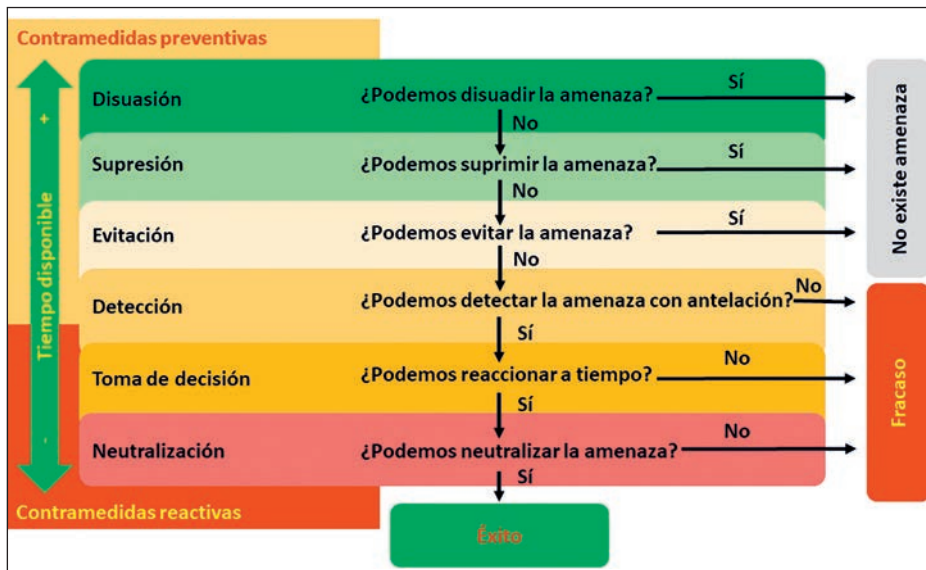 Contramedidas preventivas
Tiempo disponible
+
-
Disuasión
¿Podemos disuadir la amenaza?
Sí
No
Supresión
¿Podemos suprimir la amenaza?
Sí
No
Evitación
¿Podemos evitar la amenaza?
Sí
No
No existe amenaza
Detección
¿Podemos detectar la amenaza con antelación?
No
Sí
Toma de decisión
¿Podemos reaccionar a tiempo?
No
Sí
Neutralización
¿Podemos neutralizar la amenaza?
No
Sí
Fracaso
Contramedidas reactivas
Éxito